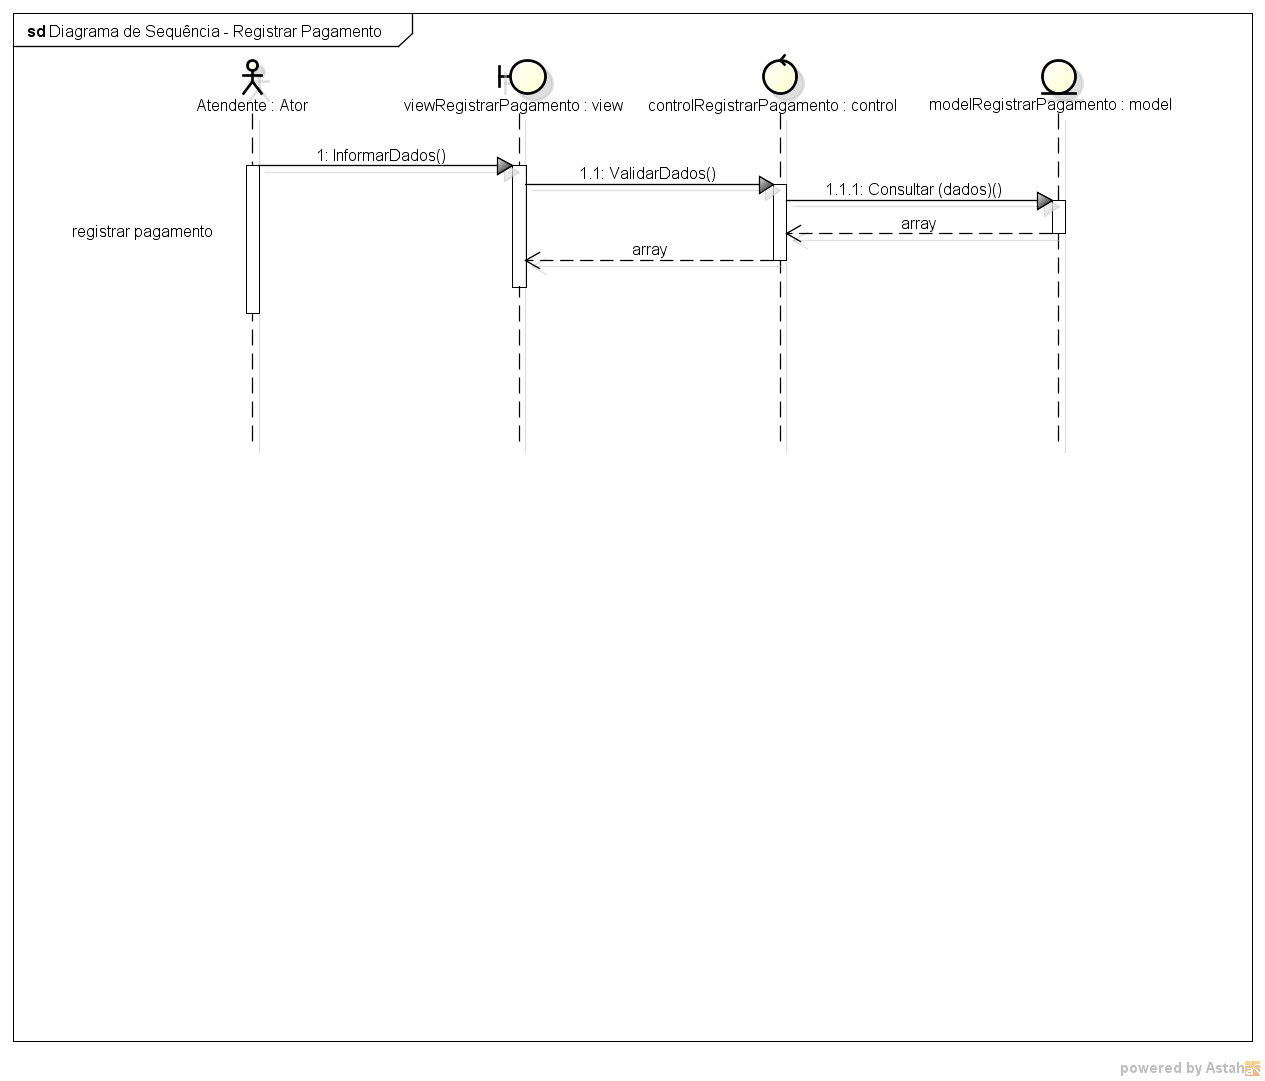 sd Diagrama de Sequência - Registrar Pagamento
Atendente : Ator
viewRegistrarPagamento : view
controlRegistrarPagamento : control
modelRegistrarPagamento : model
1: InformarDados()
1.1: ValidarDados()
1.1.1: Consultar (dados)()
array
registrar pagamento
array
powered by Astah